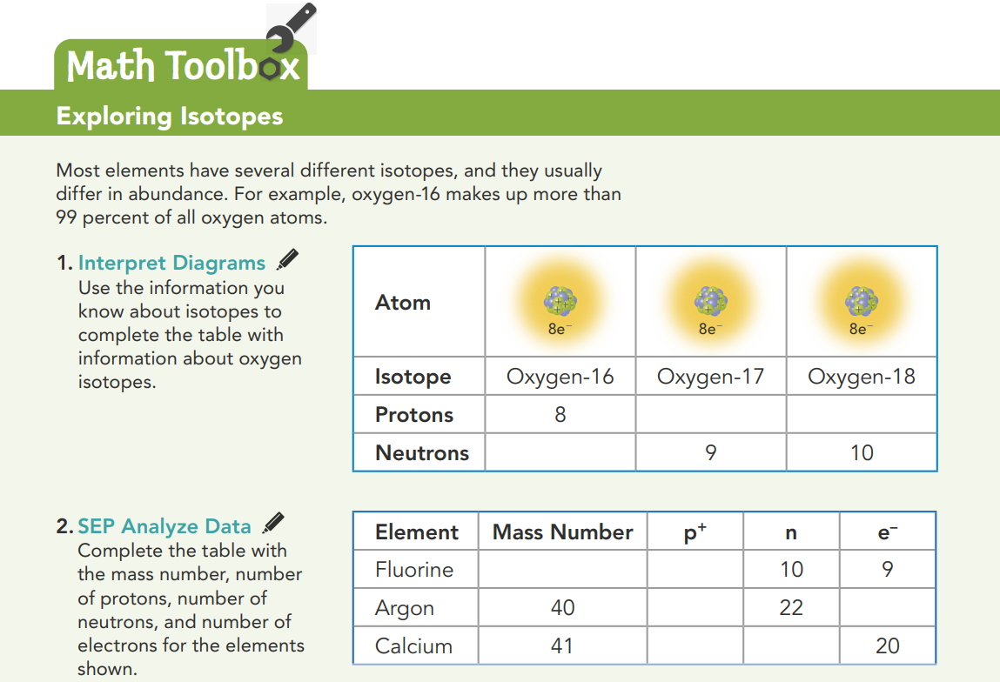 Math Toolbox
Exploring Isotopes
Most elements have several different isotopes, and they usually
differ in abundance. For example, oxygen-16 makes up more than
99 percent of all oxygen atoms.
1. Interpret Diagrams
Use the information you
know about isotopes to
complete the table with
information about oxygen
isotopes.
Atom
8e⁻ 8e⁻ 8e⁻
Isotope Oxygen-16 Oxygen-17 Oxygen-18
Protons 8
Neutrons 9 10
2. SEP Analyze Data
Complete the table with
the mass number, number
of protons, number of
neutrons, and number of
electrons for the elements
shown.
Element Mass Number p⁺ n e⁻
Fluorine 10 9
Argon 40 22
Calcium 41 20